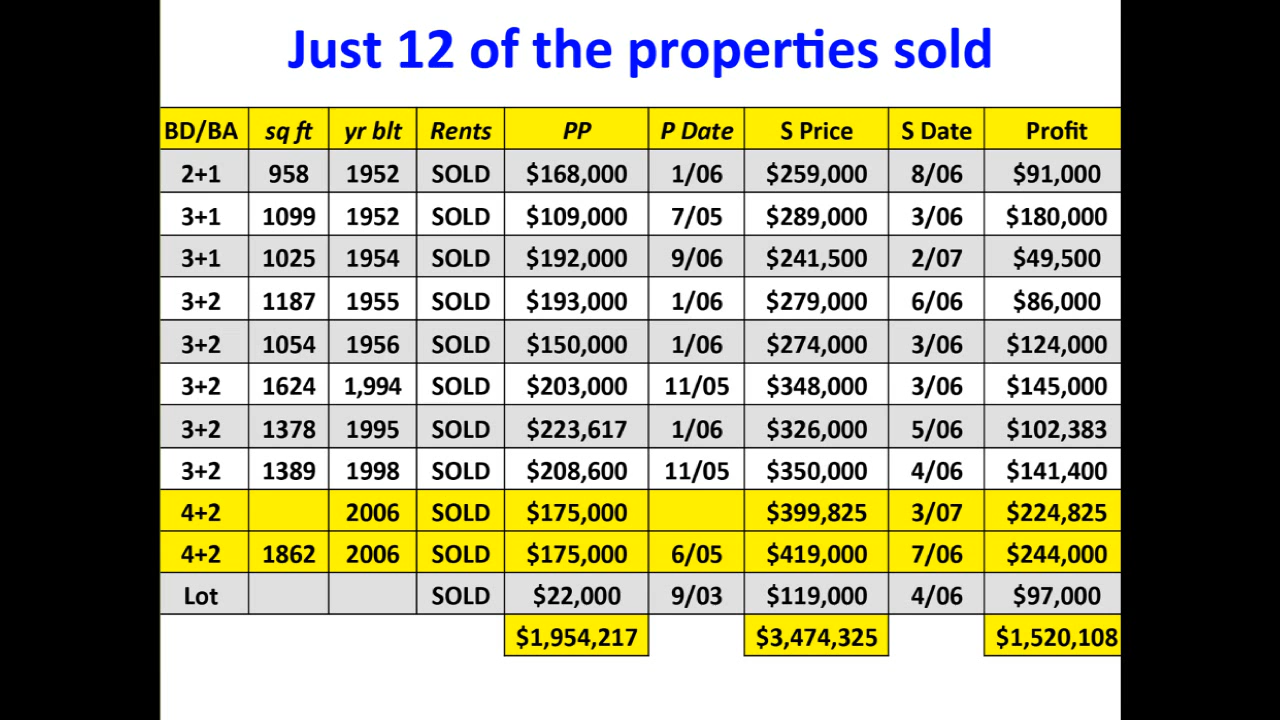 Just 12 of the properties sold
BD/BA sq ft yr blt Rents PP P Date S Price S Date Profit
2+1 958 1952 SOLD $168,000 1/06 $259,000 8/06 $91,000
3+1 1099 1952 SOLD $109,000 7/05 $289,000 3/06 $180,000
3+1 1025 1954 SOLD $192,000 9/06 $241,500 2/07 $49,500
3+2 1187 1955 SOLD $193,000 1/06 $279,000 6/06 $86,000
3+2 1054 1956 SOLD $150,000 1/06 $274,000 3/06 $124,000
3+2 1624 1,994 SOLD $203,000 11/05 $348,000 3/06 $145,000
3+2 1378 1995 SOLD $223,617 1/06 $326,000 5/06 $102,383
3+2 1389 1998 SOLD $208,600 11/05 $350,000 4/06 $141,400
4+2 2006 SOLD $175,000 $399,825 3/07 $224,825
4+2 1862 2006 SOLD $175,000 6/05 $419,000 7/06 $244,000
Lot SOLD $22,000 9/03 $119,000 4/06 $97,000
$1,954,217 $3,474,325 $1,520,108